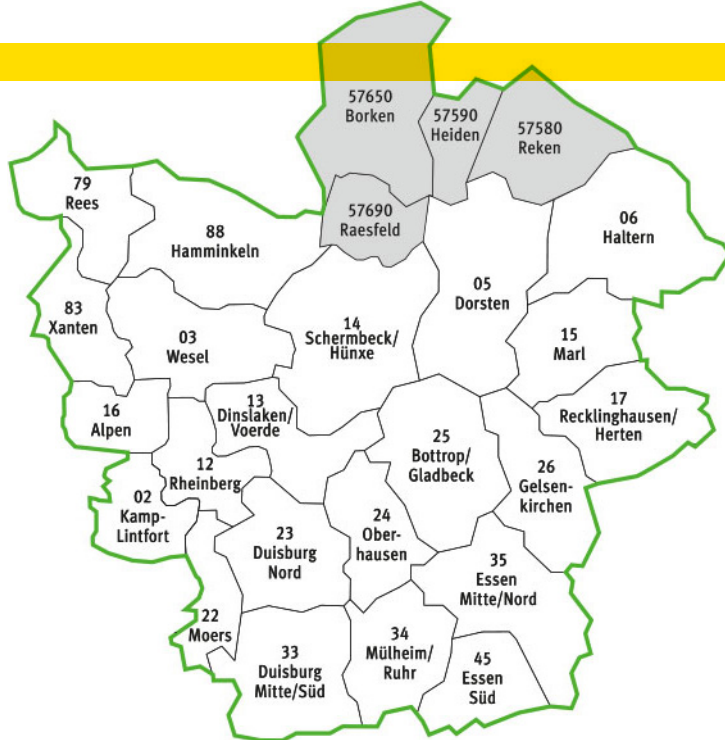 57650
Borken
57590
Heiden
57580
Reken
79
Rees
57690
Raesfeld
06
Haltern
88
Hamminkeln
05
Dorsten
83
Xanten
03
Wesel
14
Schermbeck/
Hünxe
15
Marl
16
Alpen
13
Dinslaken/
Voerde
17
Recklinghausen/
Herten
25
Bottrop/
Gladbeck
12
Rheinberg
26
Gelsen-
kirchen
02
Kamp-
Lintfort
23
Duisburg
Nord
24
Ober-
hausen
35
Essen
Mitte/Nord
22
Moers
33
Duisburg
Mitte/Süd
34
Mülheim/
Ruhr
45
Essen
Süd